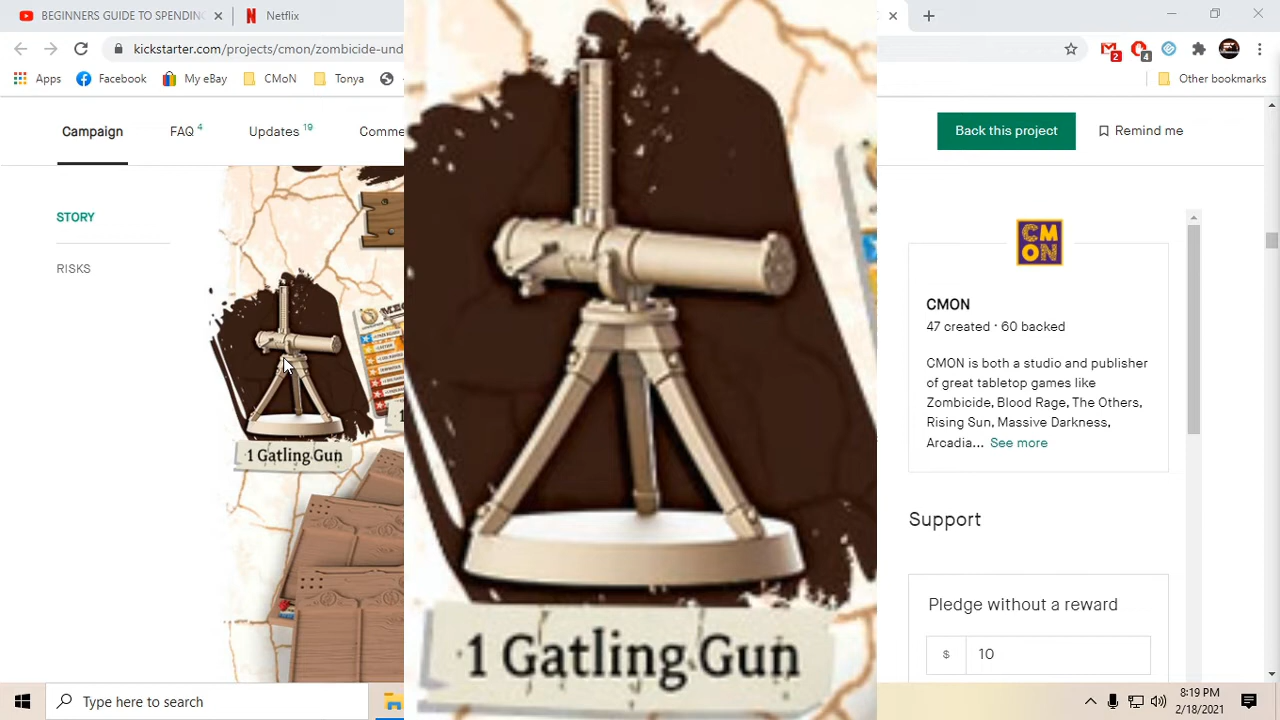 BEGINNERS GUIDE TO SWEDISH D
Netflix
kickstarter.com/projects/cmon/zombicide-und
2
4
Apps
Facebook
My eBay
CMoN
Tonya
Other bookmarks
Campaign
FAQ 4
Updates 19
Comme
Back this project
Remind me
STORY
RISKS
1 Gatling Gun
1 Gatling Gun
CMON
CMON
47 created · 60 backed
CMON is both a studio and publisher
of great tabletop games like
Zombicide, Blood Rage, The Others,
Rising Sun, Massive Darkness,
Arcadia... See more
Support
Pledge without a reward
$ 10
Type here to search
8:19 PM
2/18/2021